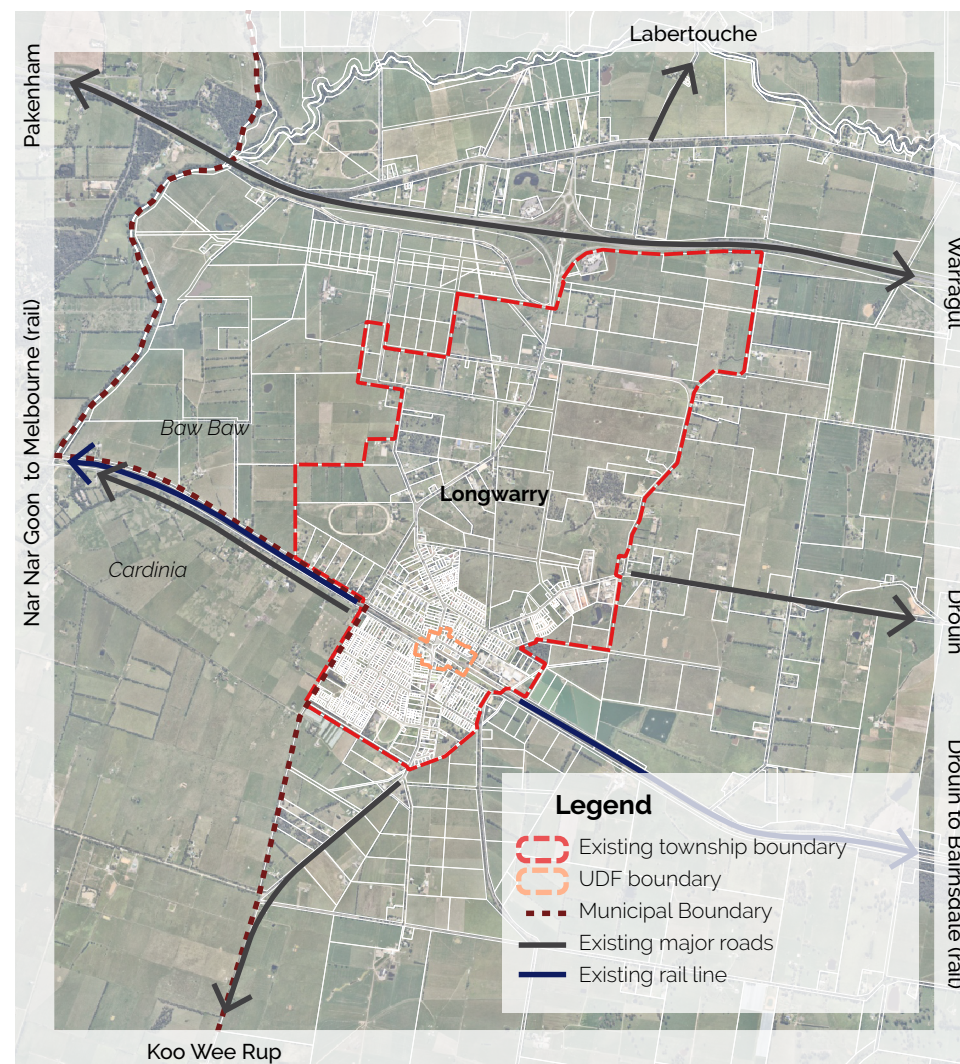 Labertouche
Pakenham
Warragul
Nar Nar Goon to Melbourne (rail)
Baw Baw
Longwarry
Cardinia
Drouin
Drouin to Bairnsdale (rail)
Legend
Existing township boundary
UDF boundary
Municipal Boundary
Existing major roads
Existing rail line
Koo Wee Rup